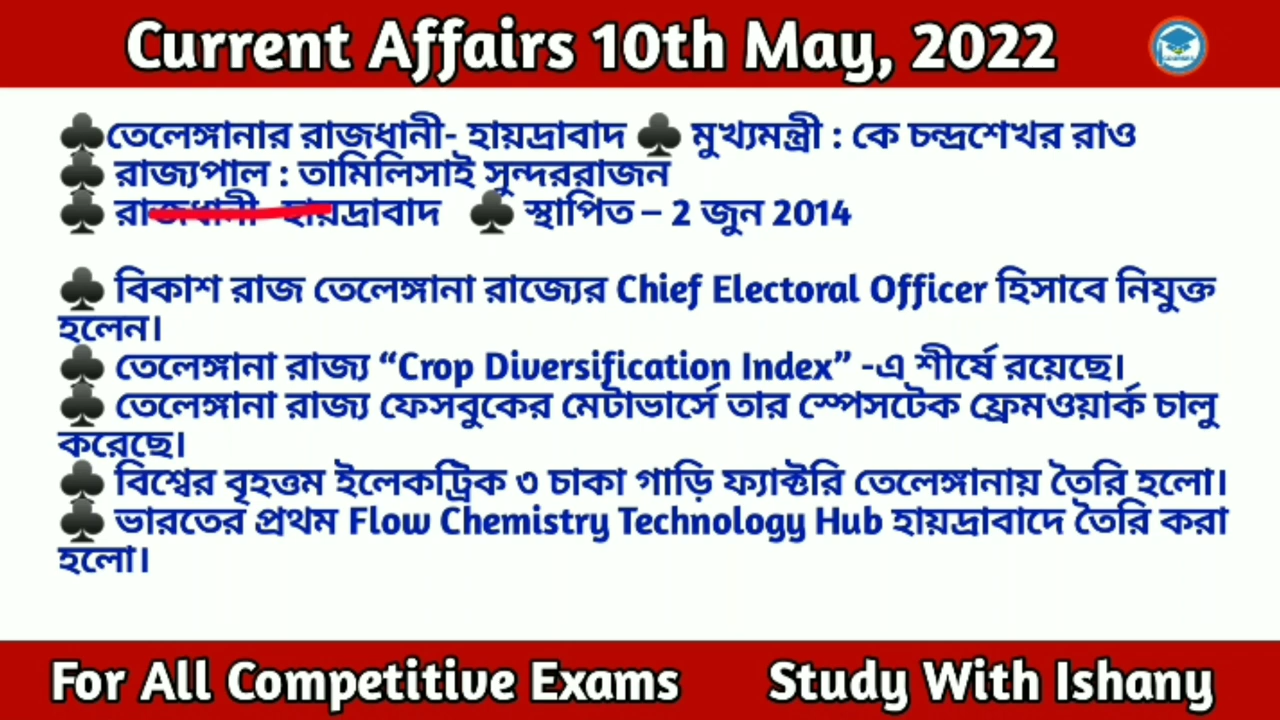 Current Affairs 10th May, 2022
♣তেলেঙ্গানার রাজধানী- হায়দ্রাবাদ ♣ মুখ্যমন্ত্রী : কে চন্দ্রশেখর রাও
♣ রাজ্যপাল : তামিলিসাই সুন্দররাজন
♣ রাজধানী- হায়দ্রাবাদ ♣ স্থাপিত – 2 জুন 2014
♣ বিকাশ রাজ তেলেঙ্গানা রাজ্যের Chief Electoral Officer হিসাবে নিযুক্ত
হলেন।
♣ তেলেঙ্গানা রাজ্য “Crop Diversification Index” -এ শীর্ষে রয়েছে।
♣ তেলেঙ্গানা রাজ্য ফেসবুকের মেটাভার্সে তার স্পেসটেক ফ্রেমওয়ার্ক চালু
করেছে।
♣ বিশ্বের বৃহত্তম ইলেকট্রিক ৩ চাকা গাড়ি ফ্যাক্টরি তেলেঙ্গানায় তৈরি হলো।
♣ ভারতের প্রথম Flow Chemistry Technology Hub হায়দ্রাবাদে তৈরি করা
হলো।
For All Competitive Exams Study With Ishany